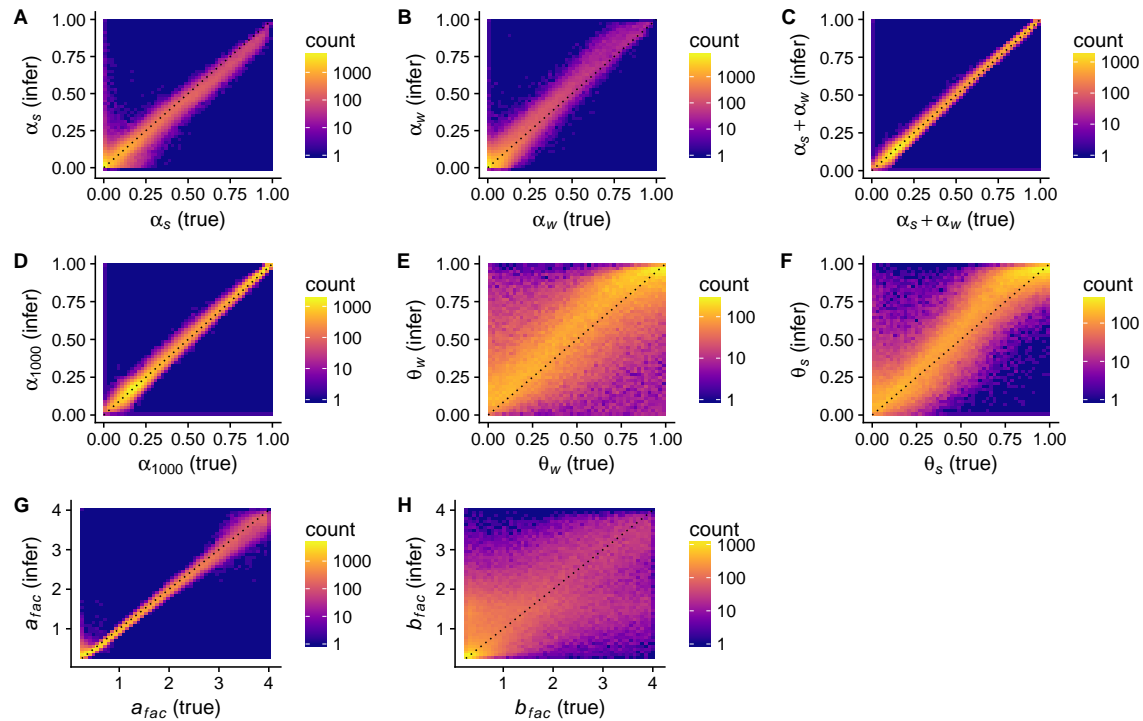 A
1.00
0.75
0.50
0.25
0.00
0.00 0.25 0.50 0.75 1.00
αs (infer)
αs (true)
count
1000
100
10
1
B
1.00
0.75
0.50
0.25
0.00
0.00 0.25 0.50 0.75 1.00
αw (infer)
αw (true)
count
1000
100
10
1
C
1.00
0.75
0.50
0.25
0.00
0.00 0.25 0.50 0.75 1.00
αs + αw (infer)
αs + αw (true)
count
1000
100
10
1
D
1.00
0.75
0.50
0.25
0.00
0.00 0.25 0.50 0.75 1.00
α1000 (infer)
α1000 (true)
count
1000
100
10
1
E
1.00
0.75
0.50
0.25
0.00
0.00 0.25 0.50 0.75 1.00
θw (infer)
θw (true)
count
100
10
1
F
1.00
0.75
0.50
0.25
0.00
0.00 0.25 0.50 0.75 1.00
θs (infer)
θs (true)
count
100
10
1
G
4
3
2
1
1 2 3 4
afac (infer)
afac (true)
count
1000
100
10
1
H
4
3
2
1
1 2 3 4
bfac (infer)
bfac (true)
count
1000
100
10
1